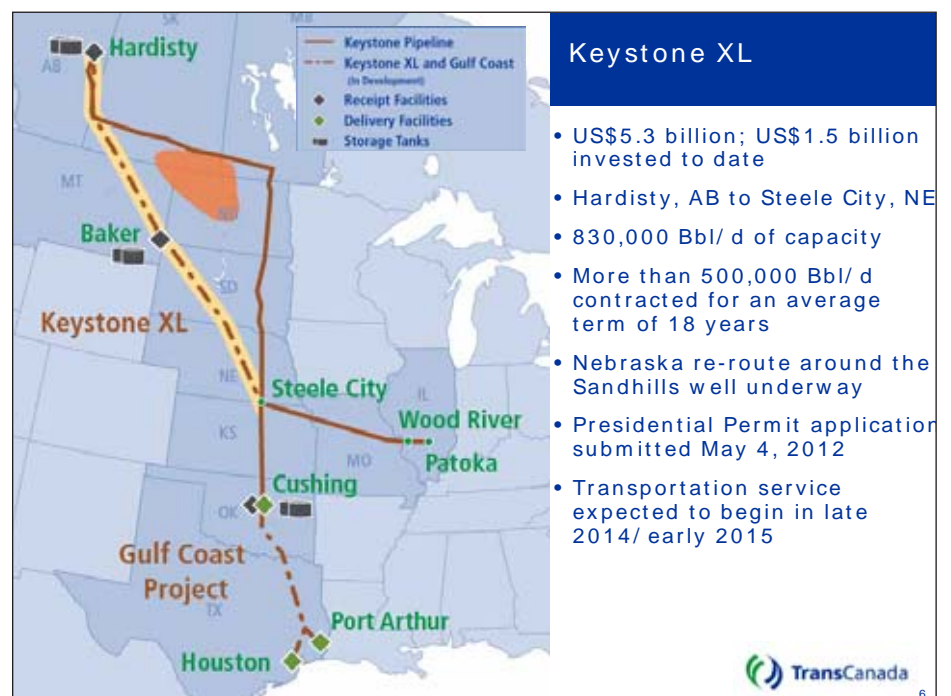 SK
MB
Hardisty
AB
Keystone Pipeline
Keystone XL and Gulf Coast
(In Development)
Receipt Facilities
Delivery Facilities
Storage Tanks
MT
ND
Baker
SD
Keystone XL
NE
Steele City
IL
Wood River
KS
Patoka
MO
Cushing
OK
Gulf Coast
Project
TX
Port Arthur
Houston
Keystone XL
• US$5.3 billion; US$1.5 billion
invested to date
• Hardisty, AB to Steele City, NE
• 830,000 Bbl/d of capacity
• More than 500,000 Bbl/d
contracted for an average
term of 18 years
• Nebraska re-route around the
Sandhills well underway
• Presidential Permit application
submitted May 4, 2012
• Transportation service
expected to begin in late
2014/early 2015
TransCanada
6